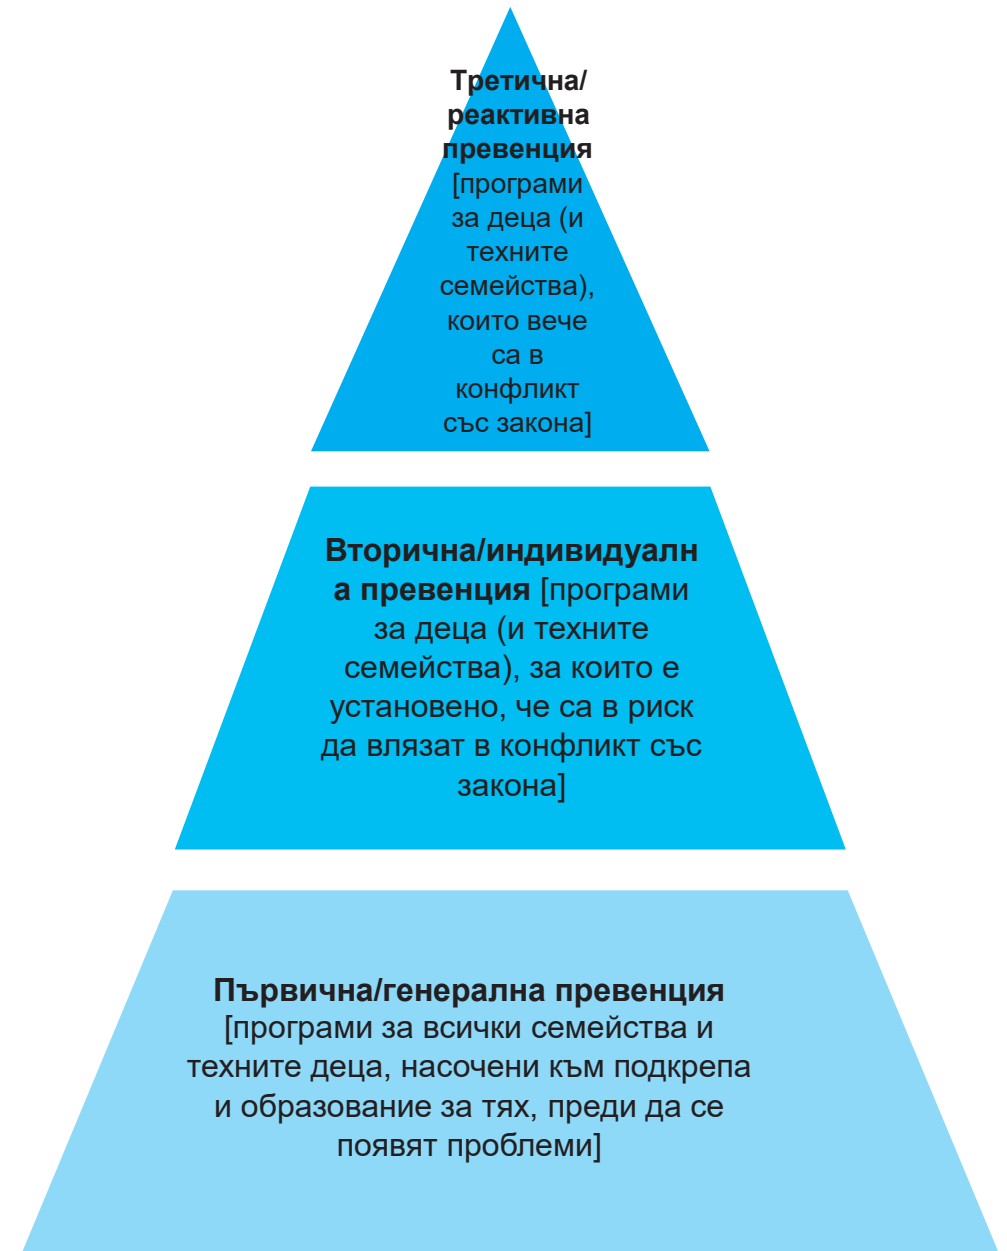 Третична/
реактивна
превенция
[програми
за деца (и
техните
семейства),
които вече
са в
конфликт
със закона]
Вторична/индивидуалн
а превенция [програми
за деца (и техните
семейства), за които е
установено, че са в риск
да влязат в конфликт със
закона]
Първична/генерална превенция
[програми за всички семейства и
техните деца, насочени към подкрепа
и образование за тях, преди да се
появят проблеми]